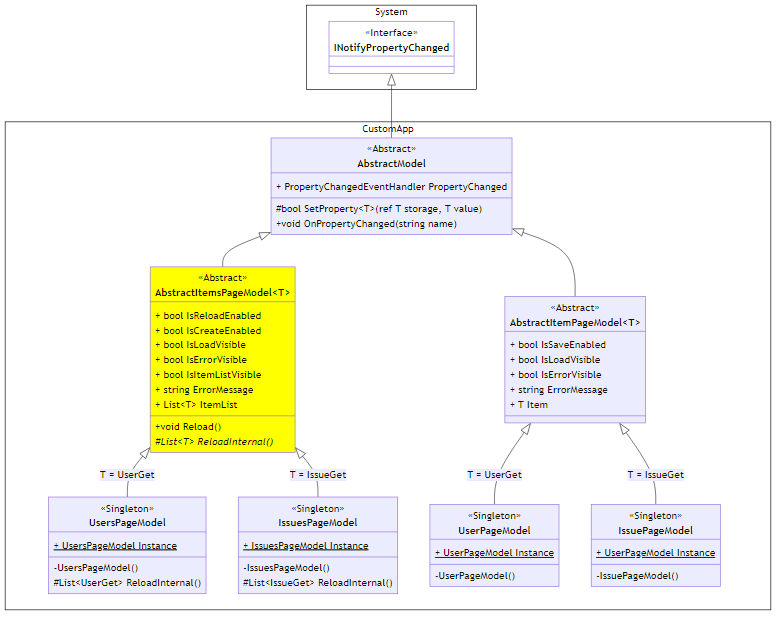 System
«Interface»
INotifyPropertyChanged
CustomApp
«Abstract»
AbstractModel
+ PropertyChangedEventHandler PropertyChanged
#bool SetProperty<T>(ref T storage, T value)
+void OnPropertyChanged(string name)
«Abstract»
AbstractItemsPageModel<T>
+ bool IsReloadEnabled
+ bool IsCreateEnabled
+ bool IsLoadVisible
+ bool IsErrorVisible
+ bool IsItemListVisible
+ string ErrorMessage
+ List<T> ItemList
+void Reload()
#List<T> ReloadInternal()
«Abstract»
AbstractItemPageModel<T>
+ bool IsSaveEnabled
+ bool IsLoadVisible
+ bool IsErrorVisible
+ string ErrorMessage
+ T Item
T = UserGet
T = IssueGet
T = UserGet
T = IssueGet
«Singleton»
UsersPageModel
+ UsersPageModel Instance
-UsersPageModel()
#List<UserGet> ReloadInternal()
«Singleton»
IssuesPageModel
+ IssuesPageModel Instance
-IssuesPageModel()
#List<IssueGet> ReloadInternal()
«Singleton»
UserPageModel
+ UserPageModel Instance
-UserPageModel()
«Singleton»
IssuePageModel
+ UserPageModel Instance
-IssuePageModel()